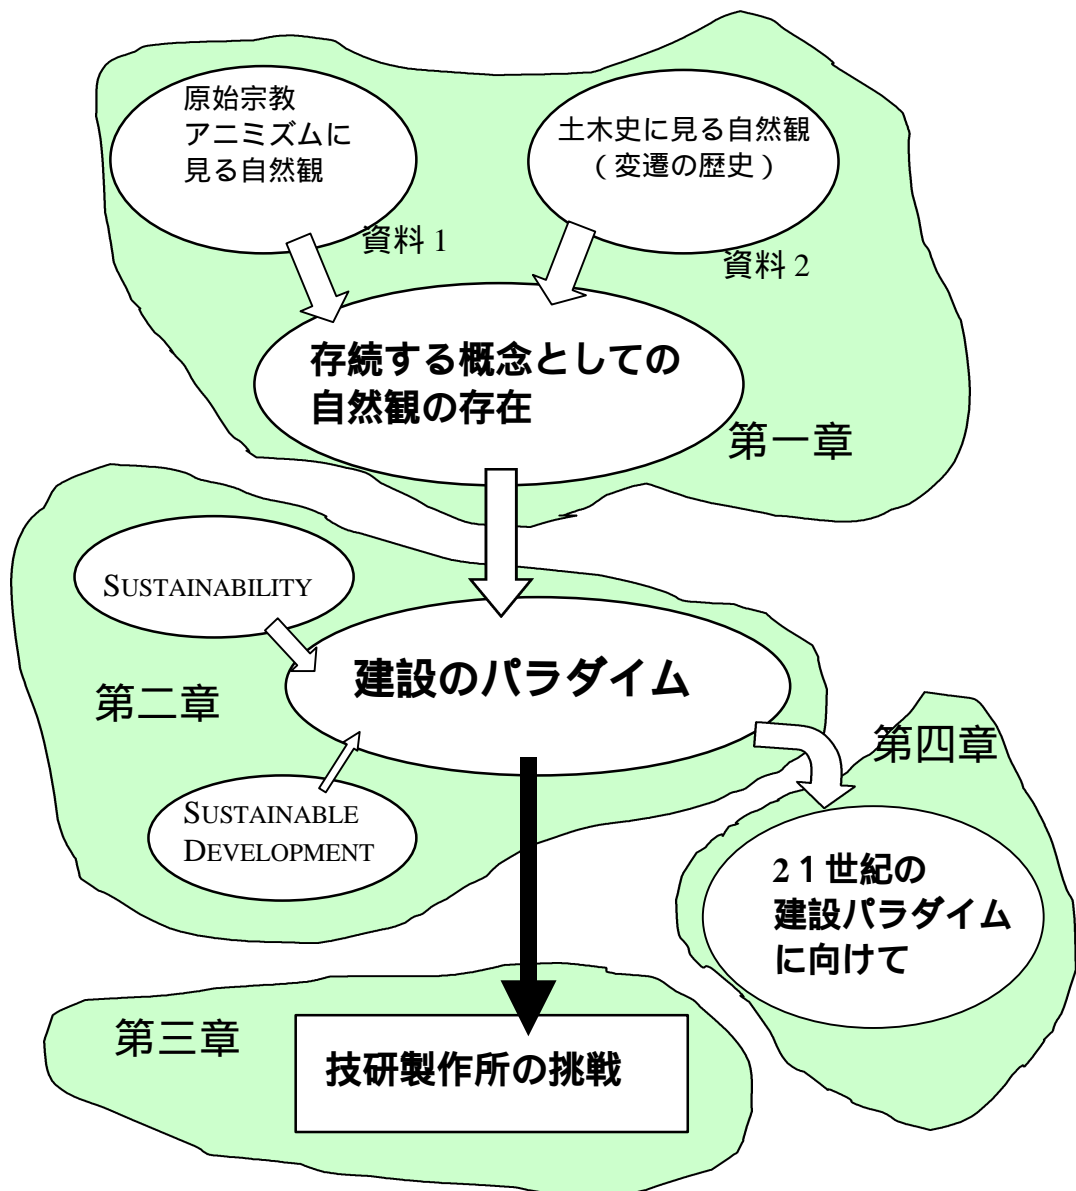 原始宗教
アニミズムに
見る自然観
土木史に見る自然観
（変遷の歴史）
資料 1
資料 2
存続する概念としての
自然観の存在
第一章
SUSTAINABILITY
建設のパラダイム
第二章
SUSTAINABLE
DEVELOPMENT
第四章
2１世紀の
建設パラダイム
に向けて
第三章
技研製作所の挑戦